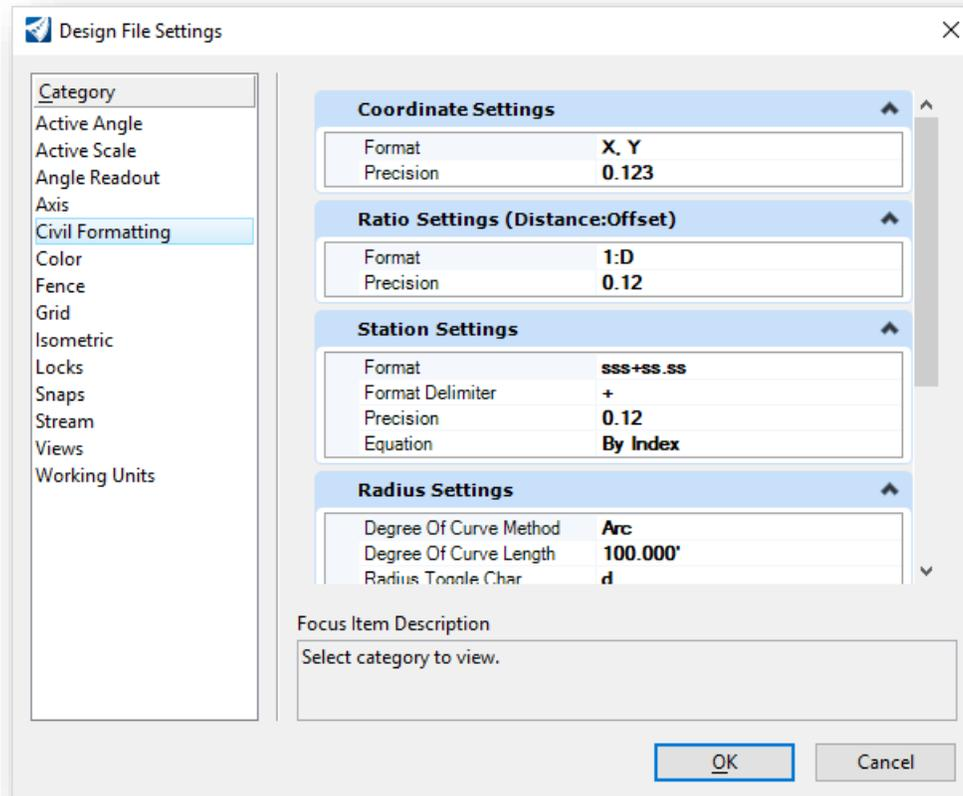 Design File Settings
Category
Active Angle
Active Scale
Angle Readout
Axis
Civil Formatting
Color
Fence
Grid
Isometric
Locks
Snaps
Stream
Views
Working Units
Coordinate Settings
Format X, Y
Precision 0.123
Ratio Settings (Distance:Offset)
Format 1:D
Precision 0.12
Station Settings
Format sss+ss.ss
Format Delimiter +
Precision 0.12
Equation By Index
Radius Settings
Degree Of Curve Method Arc
Degree Of Curve Length 100.000'
Radius Toggle Char d
Focus Item Description
Select category to view.
OK Cancel